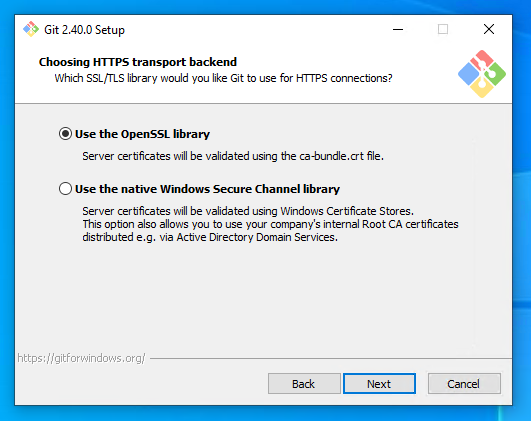 Git 2.40.0 Setup
Choosing HTTPS transport backend
Which SSL/TLS library would you like Git to use for HTTPS connections?
Use the OpenSSL library
Server certificates will be validated using the ca-bundle.crt file.
Use the native Windows Secure Channel library
Server certificates will be validated using Windows Certificate Stores.
This option also allows you to use your company's internal Root CA certificates
distributed e.g. via Active Directory Domain Services.
https://gitforwindows.org/
Back Next Cancel